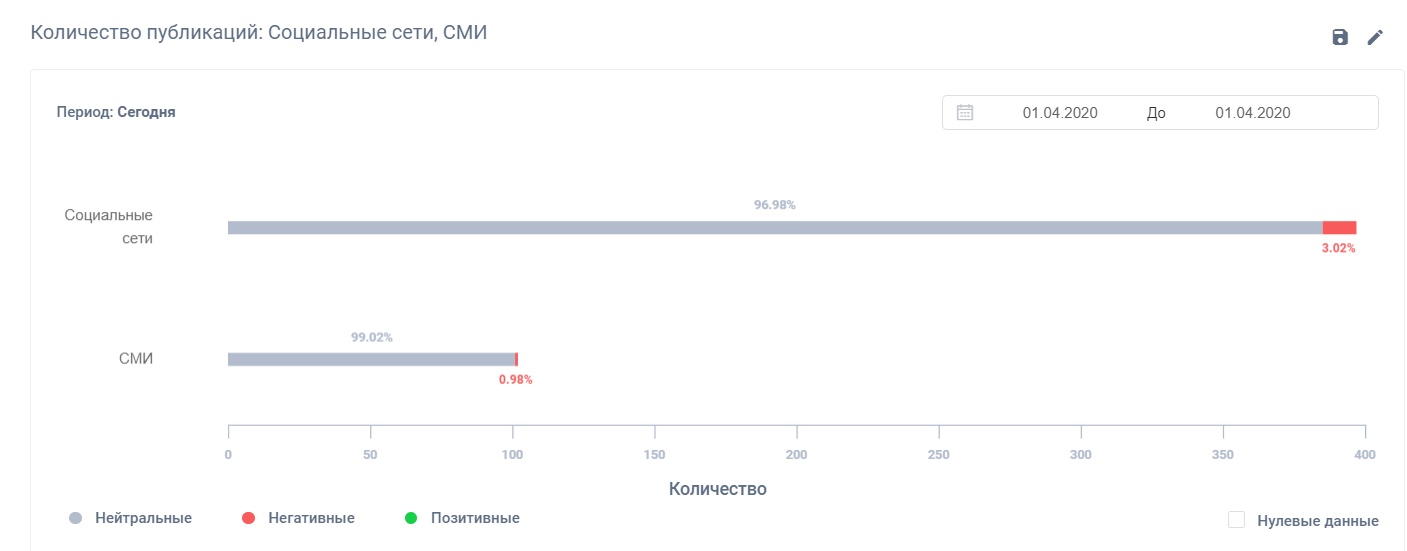 Количество публикаций: Социальные сети, СМИ
Период: Сегодня
01.04.2020 До 01.04.2020
96.98%
Социальные
сети
3.02%
99.02%
СМИ
0.98%
0 50 100 150 200 250 300 350 400
Количество
Нейтральные Негативные Позитивные Нулевые данные